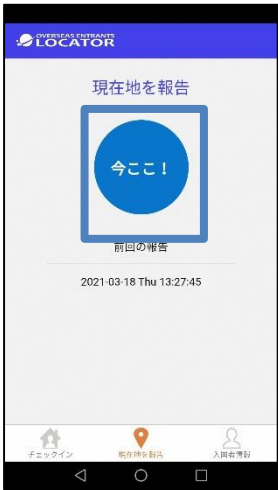 OVERSEAS ENTRANTS
LOCATOR
現在地を報告
今ここ！
前回の報告
2021-03-18 Thu 13:27:45
チェックイン
現在地を報告
入国者情報